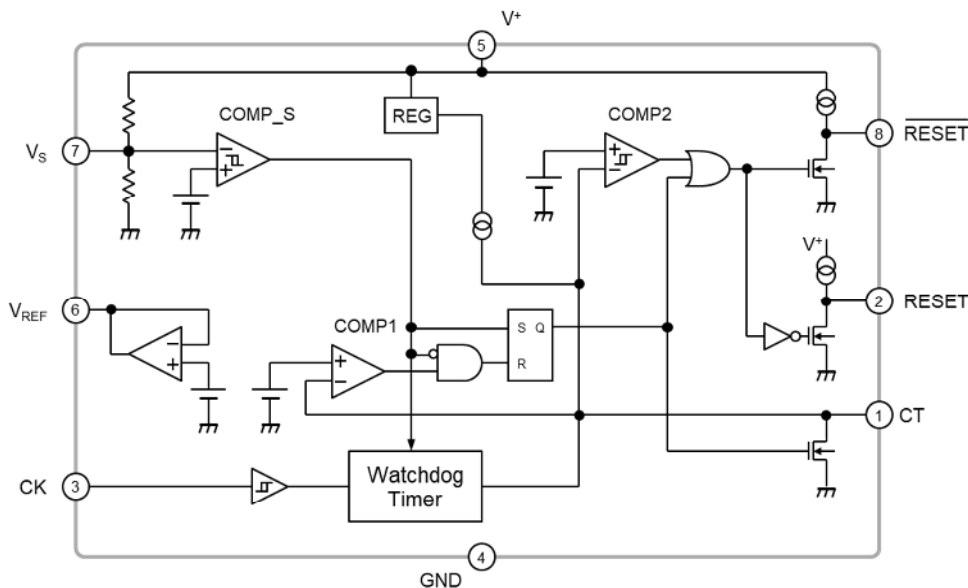 V⁺
5
COMP_S
REG
COMP2
8
RESET
Vₛ
7
−
+
+
−
V⁺
V_REF
6
2
RESET
COMP1
S Q
R
−
+
+
−
1
CT
CK
3
Watchdog
Timer
4
GND